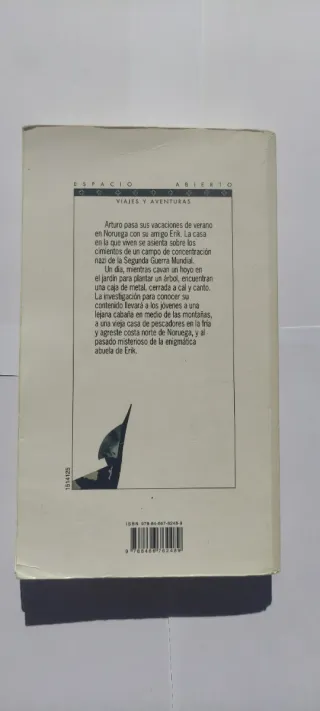 ESPACIO ABIERTO
VIAJES Y AVENTURAS
Arturo pasa sus vacaciones de verano
en Noruega con su amigo Erik. La casa
en la que viven se asienta sobre los
cimientos de un campo de concentración
nazi de la Segunda Guerra Mundial.
Un día, mientras cavan un hoyo en
el jardín para plantar un árbol, encuentran
una caja de metal, cerrada a cal y canto.
La investigación para conocer su
contenido llevará a los jóvenes a una
lejana cabaña en medio de las montañas,
a una vieja casa de pescadores en la fría
y agreste costa norte de Noruega, y al
pasado misterioso de la enigmática
abuela de Erik.
1514129